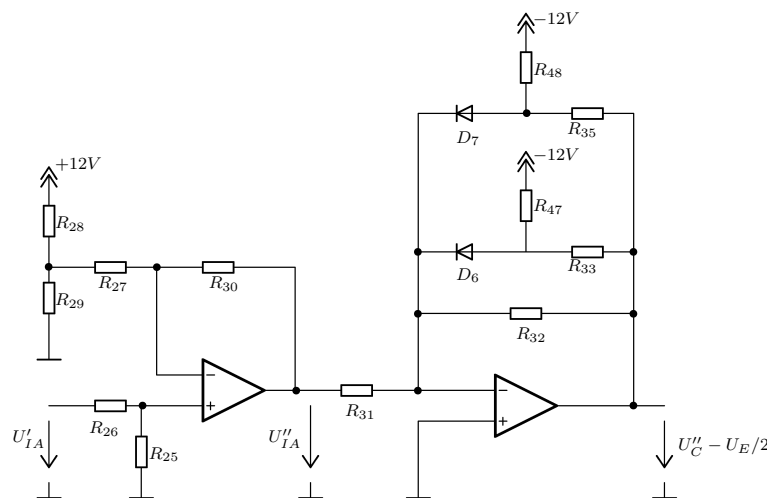 −12V
R48
D7
R35
+12V
−12V
R28
R47
R27
R30
D6
R33
R29
R32
−
+
−
+
R26
R31
U′IA
R25
U″IA
U″C − UE/2